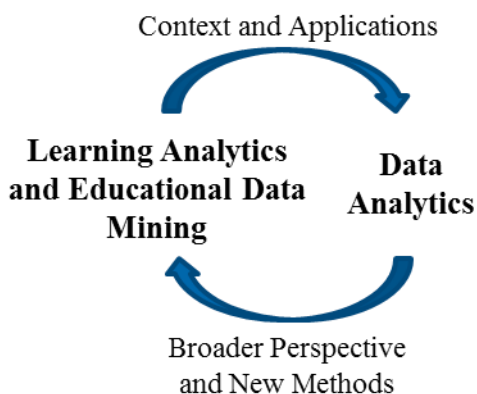 Context and Applications
Learning Analytics
and Educational Data
Mining
Data
Analytics
Broader Perspective
and New Methods